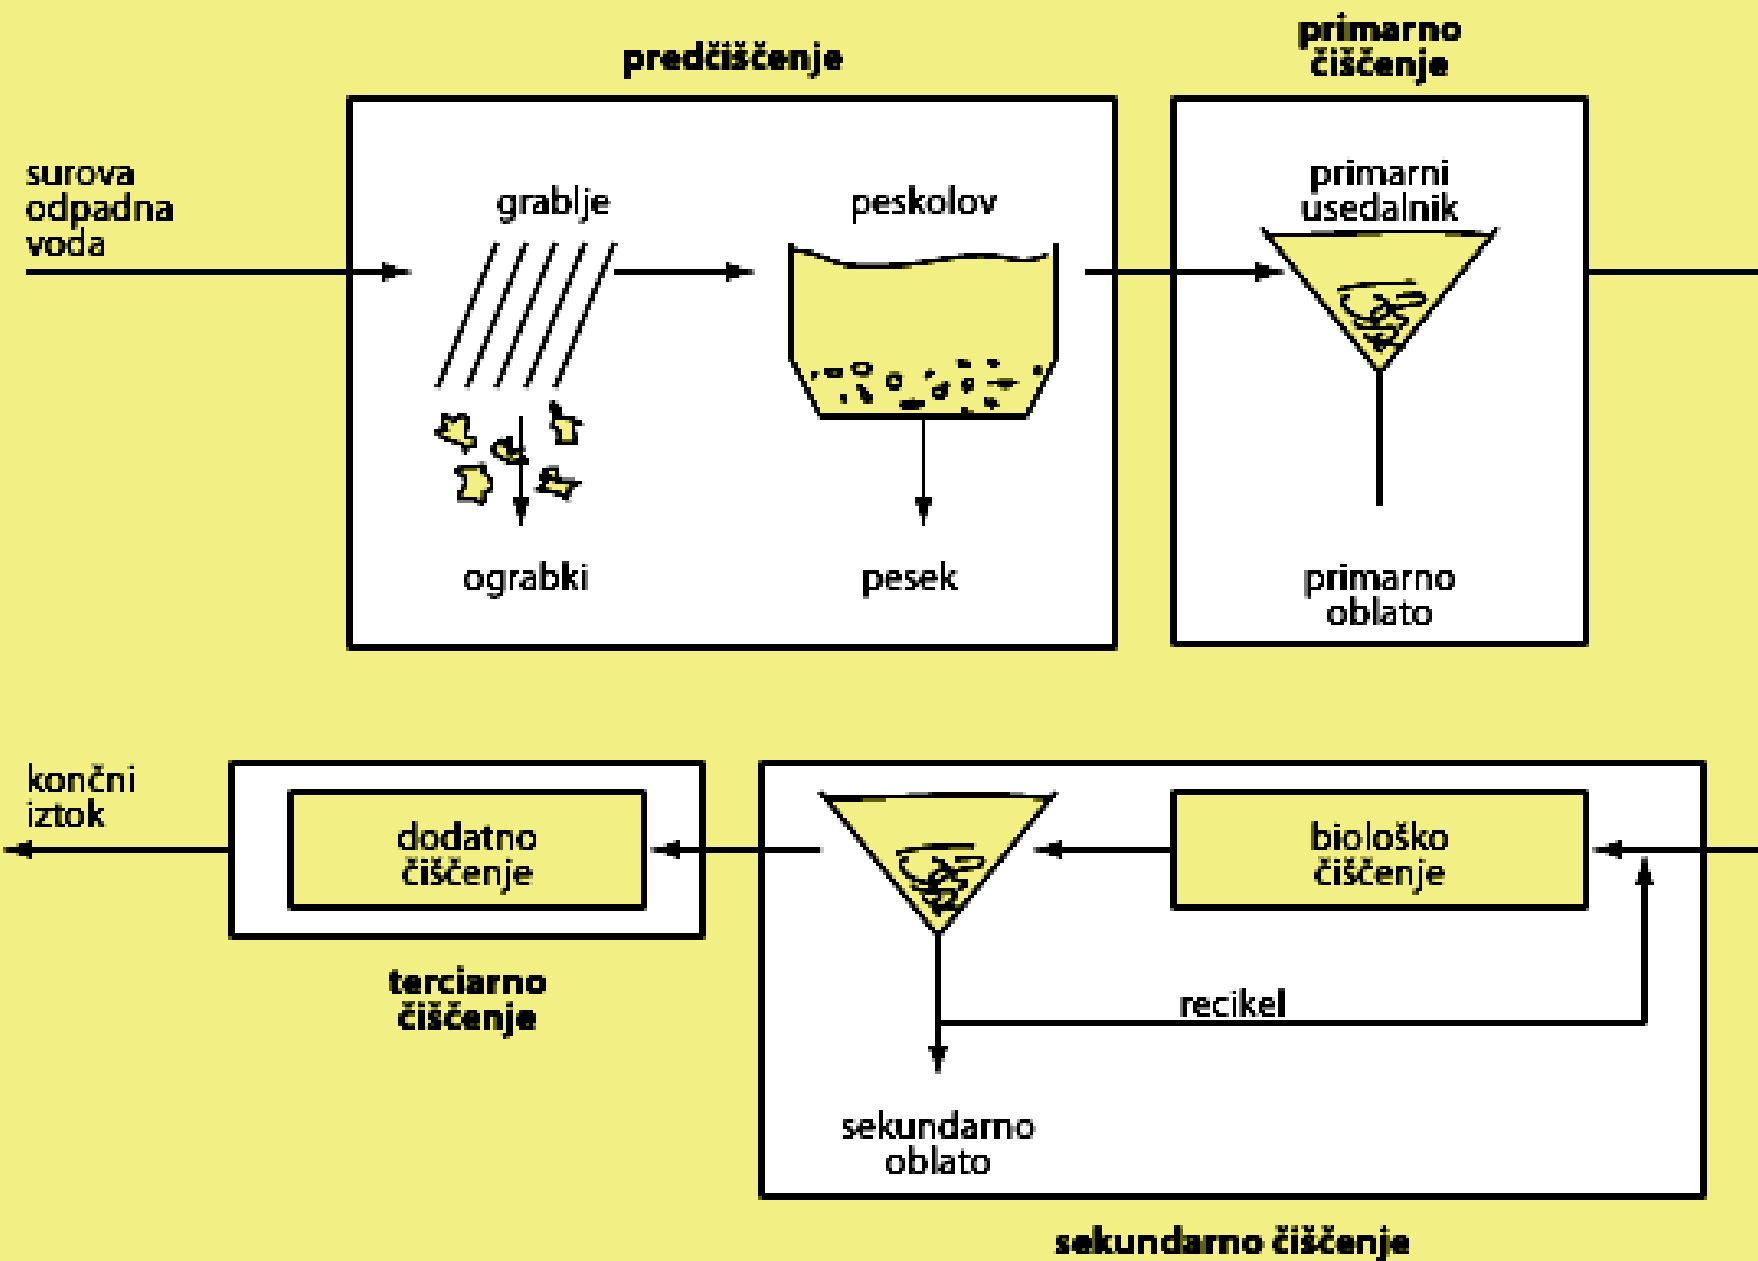 predčiščenje
primarno
čiščenje
surova
odpadna
voda
grablje
peskolov
primarni
usedalnik
ograbki
pesek
primarno
oblato
končni
iztok
dodatno
čiščenje
biološko
čiščenje
terciarno
čiščenje
recikel
sekundarno
oblato
sekundarno čiščenje